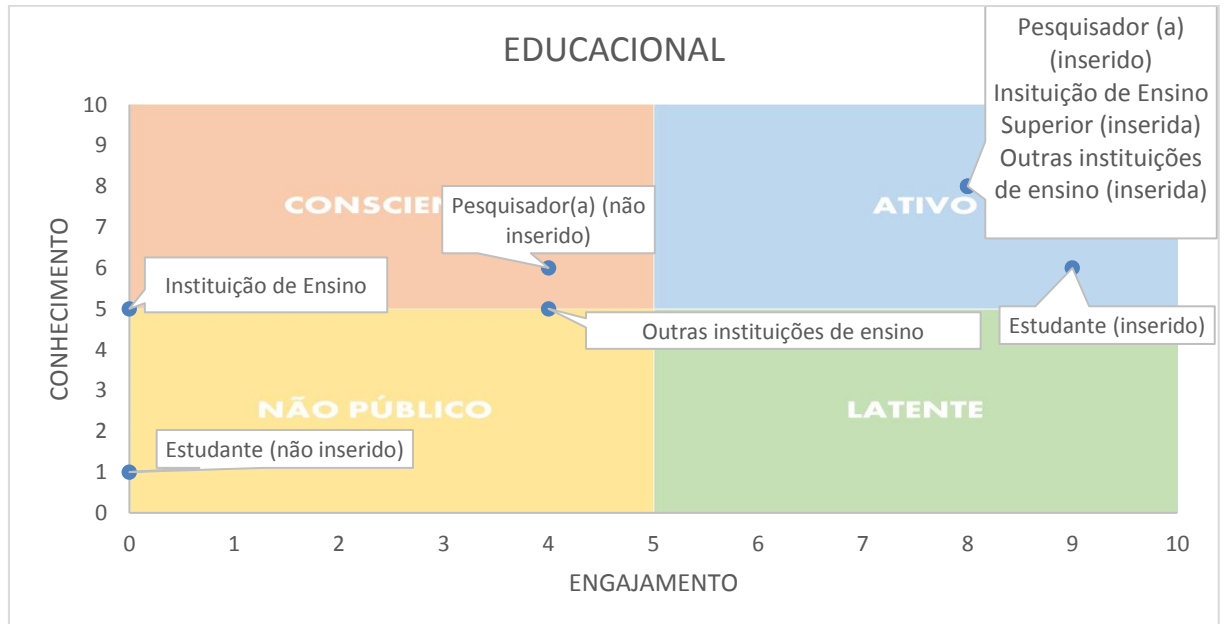 EDUCACIONAL
Pesquisador (a)
(inserido)
Insituição de Ensino
Superior (inserida)
Outras instituições
de ensino (inserida)
CONSCIEN
Pesquisador(a) (não
inserido)
ATIVO
Instituição de Ensino
Outras instituições de ensino
Estudante (inserido)
NÃO PÚBLICO
LATENTE
Estudante (não inserido)
CONHECIMENTO
10
9
8
7
6
5
4
3
2
1
0
0 1 2 3 4 5 6 7 8 9 10
ENGAJAMENTO